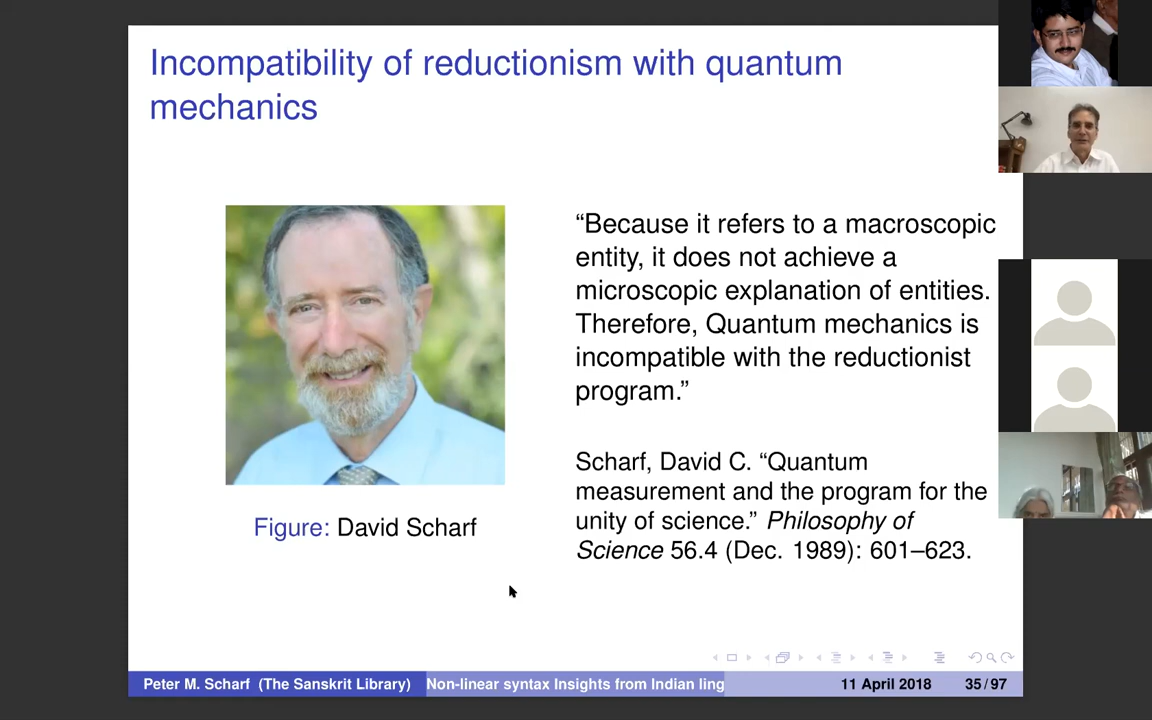 Incompatibility of reductionism with quantum
mechanics
“Because it refers to a macroscopic
entity, it does not achieve a
microscopic explanation of entities.
Therefore, Quantum mechanics is
incompatible with the reductionist
program.”
Scharf, David C. “Quantum
measurement and the program for the
unity of science.” Philosophy of
Science 56.4 (Dec. 1989): 601–623.
Figure: David Scharf
Peter M. Scharf (The Sanskrit Library) Non-linear syntax Insights from Indian ling 11 April 2018 35/97